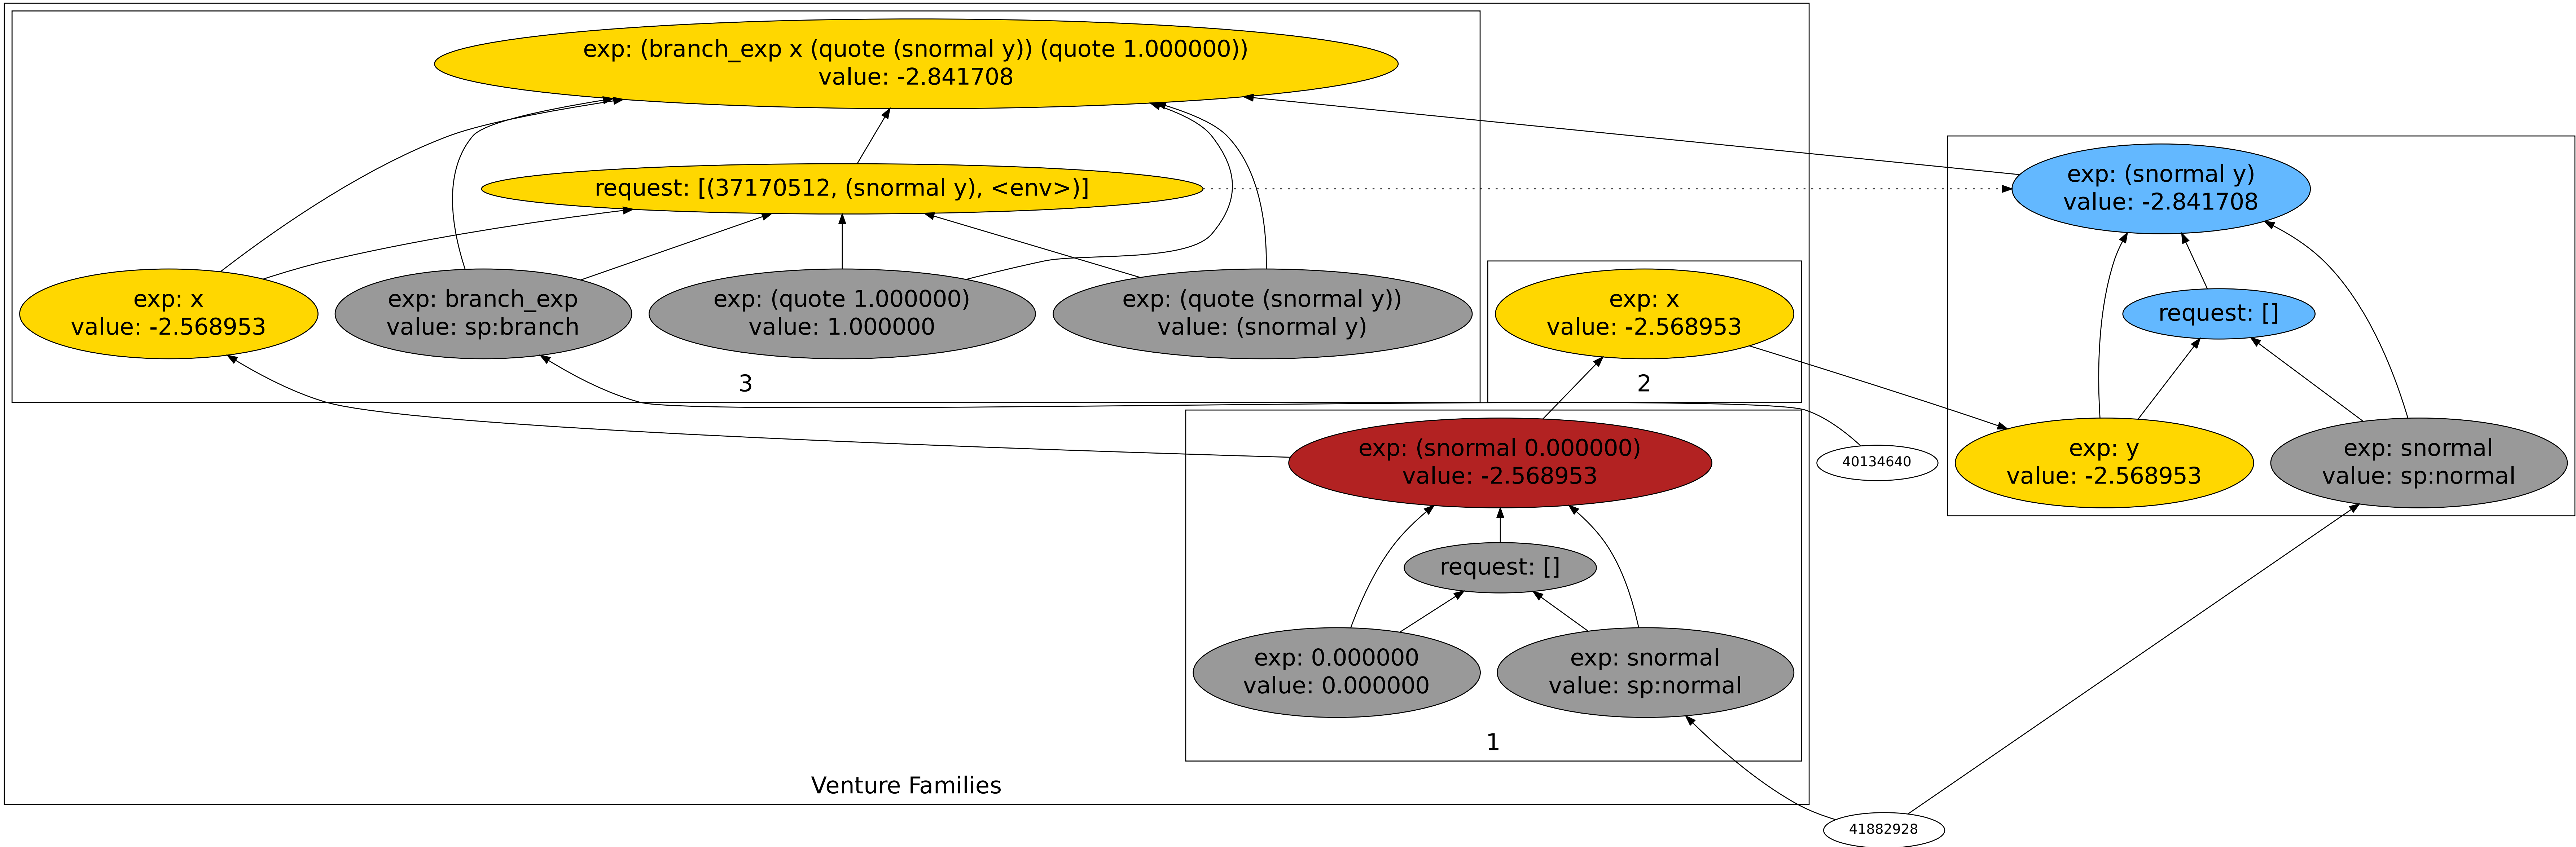 exp: (branch_exp x (quote (snormal y)) (quote 1.000000))
value: -2.841708
request: [(37170512, (snormal y), <env>)]
exp: x
value: -2.568953
exp: branch_exp
value: sp:branch
exp: (quote 1.000000)
value: 1.000000
exp: (quote (snormal y))
value: (snormal y)
3
exp: x
value: -2.568953
2
exp: (snormal y)
value: -2.841708
request: []
exp: y
value: -2.568953
exp: snormal
value: sp:normal
exp: (snormal 0.000000)
value: -2.568953
40134640
request: []
exp: 0.000000
value: 0.000000
exp: snormal
value: sp:normal
1
Venture Families
41882928